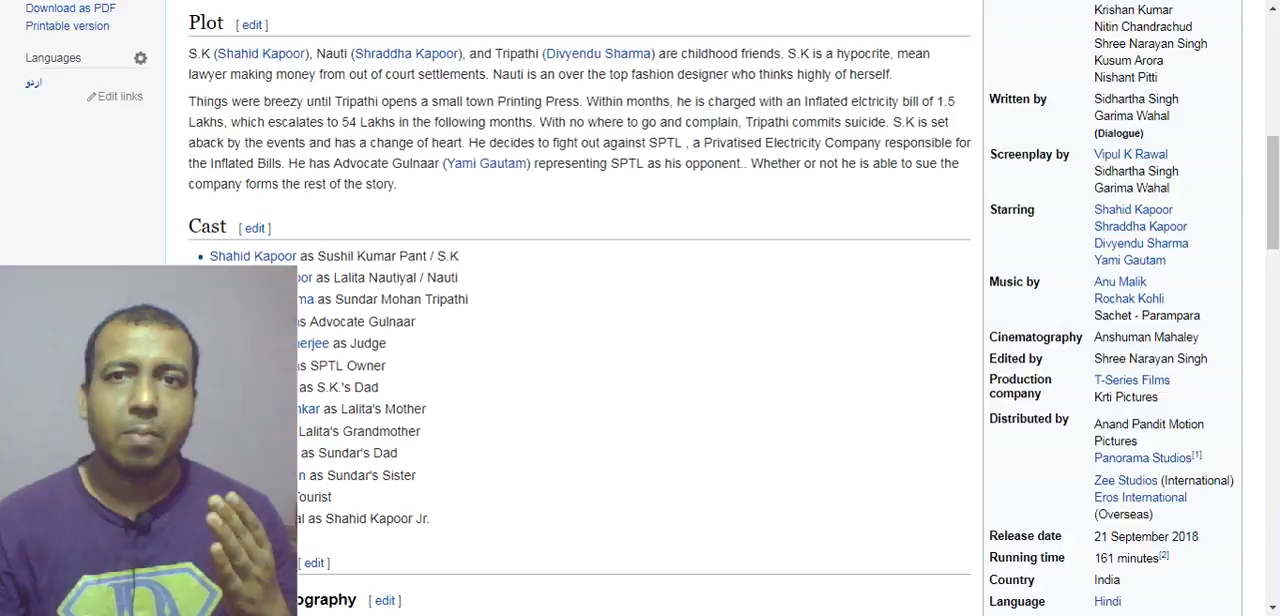 Download as PDF
Printable version
Languages
اردو
Edit links
Plot [ edit ]
S.K (Shahid Kapoor), Nauti (Shraddha Kapoor), and Tripathi (Divyendu Sharma) are childhood friends. S.K is a hypocrite, mean
lawyer making money from out of court settlements. Nauti is an over the top fashion designer who thinks highly of herself.
Things were breezy until Tripathi opens a small town Printing Press. Within months, he is charged with an Inflated elctricity bill of 1.5
Lakhs, which escalates to 54 Lakhs in the following months. With no where to go and complain, Tripathi commits suicide. S.K is set
aback by the events and has a change of heart. He decides to fight out against SPTL , a Privatised Electricity Company responsible for
the Inflated Bills. He has Advocate Gulnaar (Yami Gautam) representing SPTL as his opponent.. Whether or not he is able to sue the
company forms the rest of the story.
Cast [ edit ]
Shahid Kapoor as Sushil Kumar Pant / S.K
oor as Lalita Nautiyal / Nauti
ma as Sundar Mohan Tripathi
as Advocate Gulnaar
erjee as Judge
as SPTL Owner
as S.K.'s Dad
nkar as Lalita's Mother
Lalita's Grandmother
as Sundar's Dad
n as Sundar's Sister
Tourist
al as Shahid Kapoor Jr.
[ edit ]
ography [ edit ]
Krishan Kumar
Nitin Chandrachud
Shree Narayan Singh
Kusum Arora
Nishant Pitti
Written by Sidhartha Singh
Garima Wahal
(Dialogue)
Screenplay by Vipul K Rawal
Sidhartha Singh
Garima Wahal
Starring Shahid Kapoor
Shraddha Kapoor
Divyendu Sharma
Yami Gautam
Music by Anu Malik
Rochak Kohli
Sachet - Parampara
Cinematography Anshuman Mahaley
Edited by Shree Narayan Singh
Production company T-Series Films
Krti Pictures
Distributed by Anand Pandit Motion
Pictures
Panorama Studios[1]
Zee Studios (International)
Eros International
(Overseas)
Release date 21 September 2018
Running time 161 minutes[2]
Country India
Language Hindi